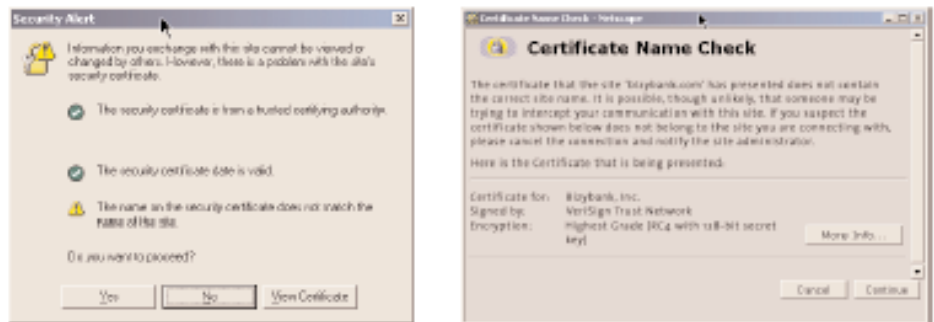 Security Alert
Information you exchange with this site cannot be viewed or
changed by others. However, there is a problem with the site's
security certificate.
The security certificate is from a trusted certifying authority.
The security certificate date is valid.
The name on the security certificate does not match the
name of the site.
Do you want to proceed?
Yes
No
View Certificate
Certificate Name Check - Netscape
Certificate Name Check
The certificate that the site 'bizybank.com' has presented does not contain
the correct site name. It is possible, though unlikely, that someone may be
trying to intercept your communication with this site. If you suspect the
certificate shown below does not belong to the site you are connecting with,
please cancel the connection and notify the site administrator.
Here is the Certificate that is being presented:
Certificate for: Bizybank, Inc.
Signed by: VeriSign Trust Network
Encryption: Highest Grade (RC4 with 128-bit secret
key)
More Info...
Cancel
Continue